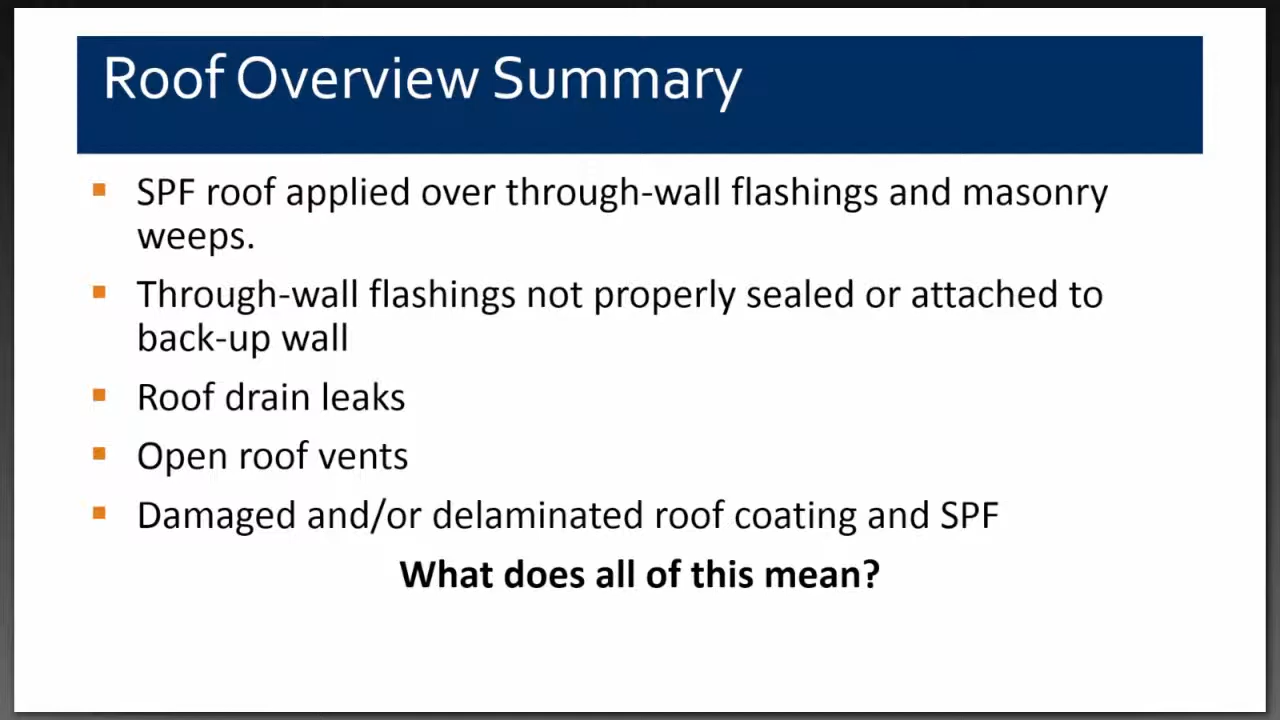 Roof Overview Summary
▪ SPF roof applied over through-wall flashings and masonry
weeps.
▪ Through-wall flashings not properly sealed or attached to
back-up wall
▪ Roof drain leaks
▪ Open roof vents
▪ Damaged and/or delaminated roof coating and SPF
What does all of this mean?